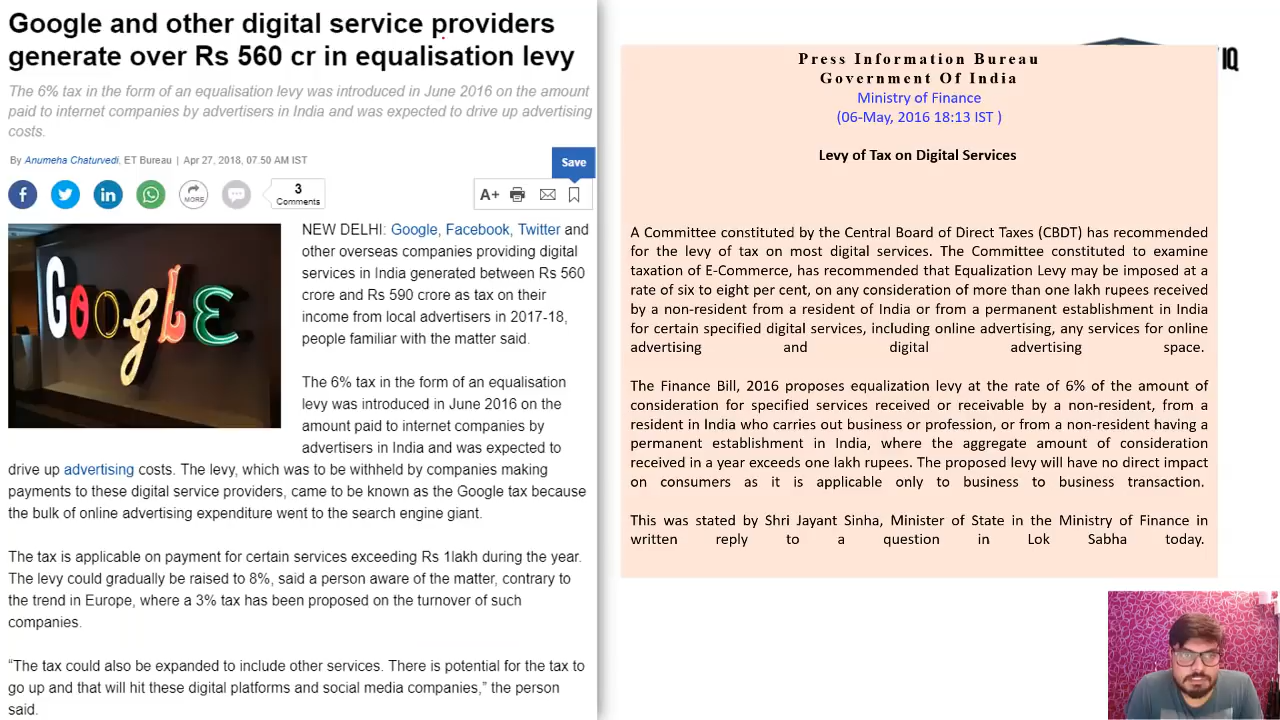 Google and other digital service providers
generate over Rs 560 cr in equalisation levy
The 6% tax in the form of an equalisation levy was introduced in June 2016 on the amount
paid to internet companies by advertisers in India and was expected to drive up advertising
costs.
By Anumeha Chaturvedi, ET Bureau | Apr 27, 2018, 07.50 AM IST
Save
MORE
3
Comments
A+
Google
NEW DELHI: Google, Facebook, Twitter and
other overseas companies providing digital
services in India generated between Rs 560
crore and Rs 590 crore as tax on their
income from local advertisers in 2017-18,
people familiar with the matter said.
The 6% tax in the form of an equalisation
levy was introduced in June 2016 on the
amount paid to internet companies by
advertisers in India and was expected to
drive up advertising costs. The levy, which was to be withheld by companies making
payments to these digital service providers, came to be known as the Google tax because
the bulk of online advertising expenditure went to the search engine giant.
The tax is applicable on payment for certain services exceeding Rs 1lakh during the year.
The levy could gradually be raised to 8%, said a person aware of the matter, contrary to
the trend in Europe, where a 3% tax has been proposed on the turnover of such
companies.
“The tax could also be expanded to include other services. There is potential for the tax to
go up and that will hit these digital platforms and social media companies,” the person
said.
IQ
Press Information Bureau
Government Of India
Ministry of Finance
(06-May, 2016 18:13 IST )
Levy of Tax on Digital Services
A Committee constituted by the Central Board of Direct Taxes (CBDT) has recommended
for the levy of tax on most digital services. The Committee constituted to examine
taxation of E-Commerce, has recommended that Equalization Levy may be imposed at a
rate of six to eight per cent, on any consideration of more than one lakh rupees received
by a non-resident from a resident of India or from a permanent establishment in India
for certain specified digital services, including online advertising, any services for online
advertising and digital advertising space.
The Finance Bill, 2016 proposes equalization levy at the rate of 6% of the amount of
consideration for specified services received or receivable by a non-resident, from a
resident in India who carries out business or profession, or from a non-resident having a
permanent establishment in India, where the aggregate amount of consideration
received in a year exceeds one lakh rupees. The proposed levy will have no direct impact
on consumers as it is applicable only to business to business transaction.
This was stated by Shri Jayant Sinha, Minister of State in the Ministry of Finance in
written reply to a question in Lok Sabha today.